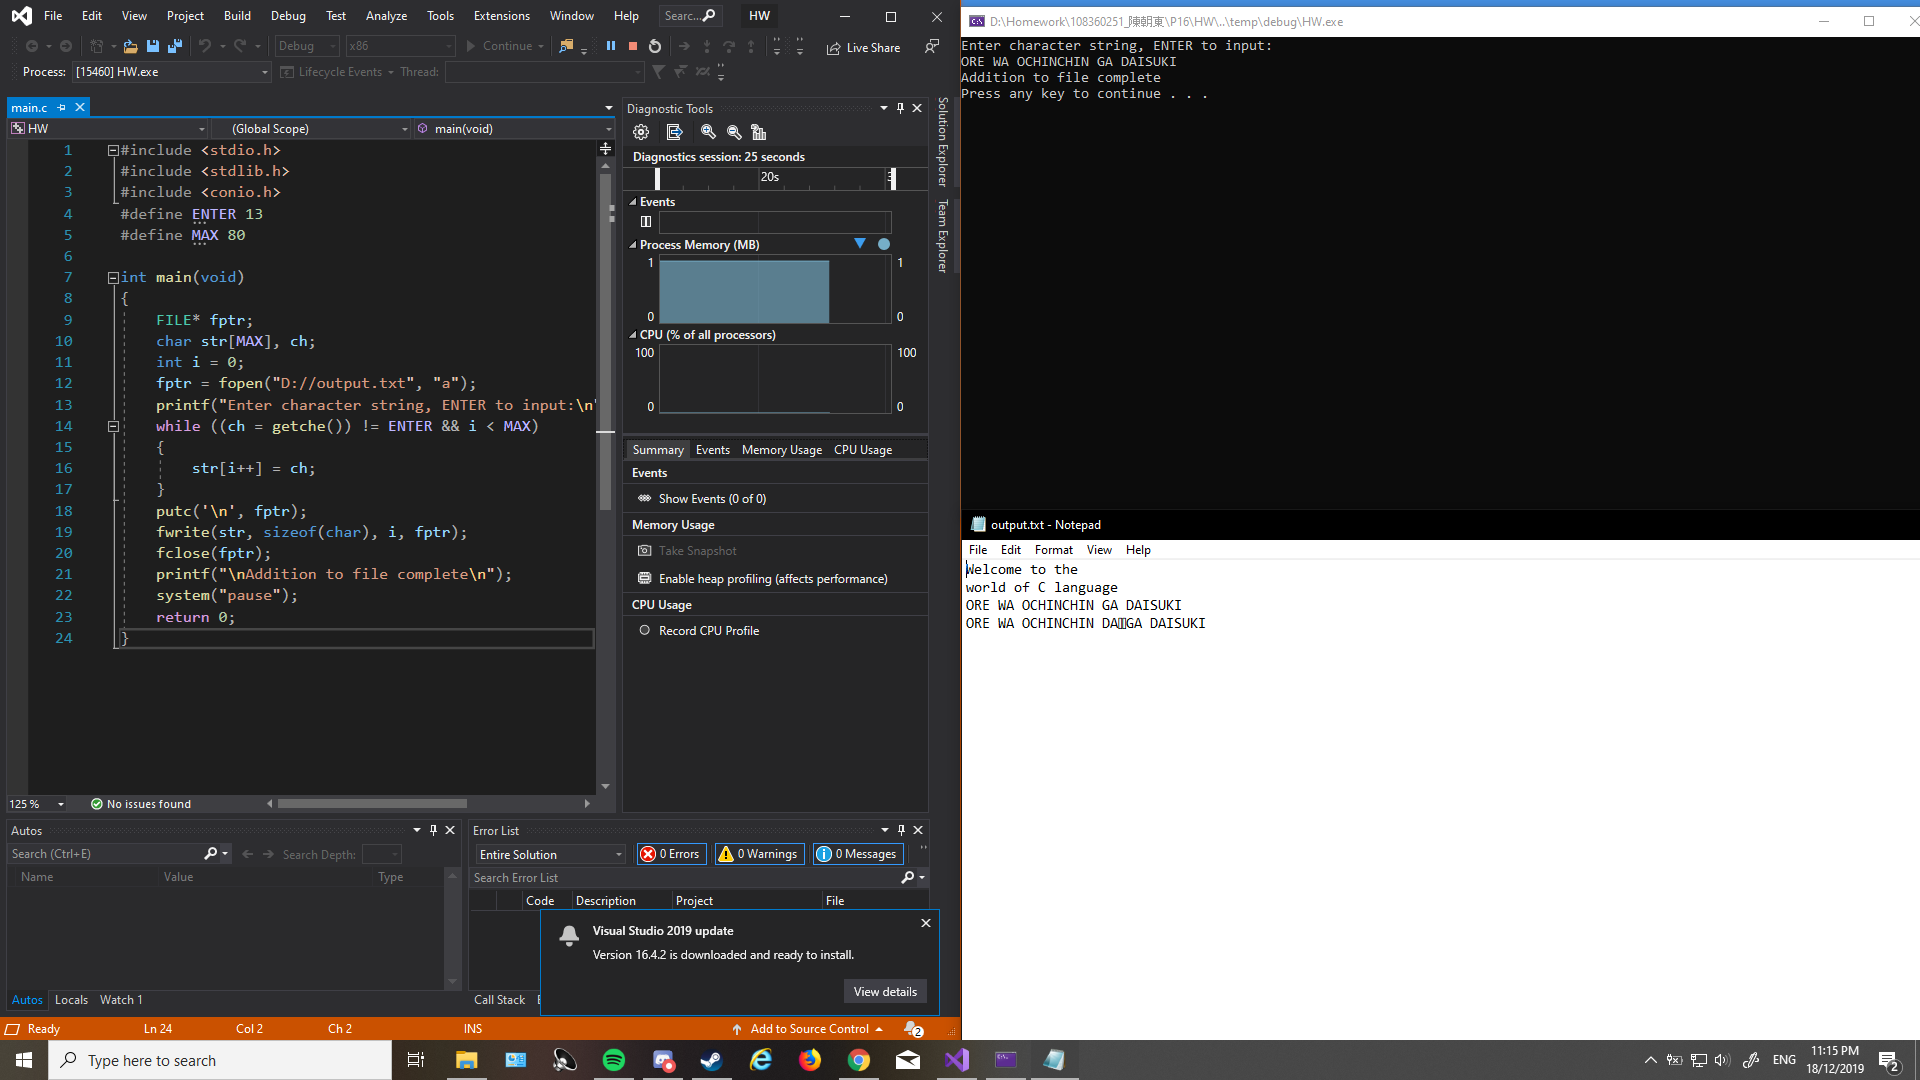 File Edit View Project Build Debug Test Analyze Tools Extensions Window Help Searc... HW
Debug x86 Continue Live Share
Process: [15460] HW.exe Lifecycle Events Thread:
main.c
HW (Global Scope) main(void)
1 #include <stdio.h>
2 #include <stdlib.h>
3 #include <conio.h>
4 #define ENTER 13
5 #define MAX 80
6
7 int main(void)
8 {
9 FILE* fptr;
10 char str[MAX], ch;
11 int i = 0;
12 fptr = fopen("D://output.txt", "a");
13 printf("Enter character string, ENTER to input:\n"
14 while ((ch = getche()) != ENTER && i < MAX)
15 {
16 str[i++] = ch;
17 }
18 putc('\n', fptr);
19 fwrite(str, sizeof(char), i, fptr);
20 fclose(fptr);
21 printf("\nAddition to file complete\n");
22 system("pause");
23 return 0;
24 }
125 % No issues found
Diagnostic Tools
Diagnostics session: 25 seconds
20s
Events
Process Memory (MB)
1 1
0 0
CPU (% of all processors)
100 100
0 0
Summary Events Memory Usage CPU Usage
Events
Show Events (0 of 0)
Memory Usage
Take Snapshot
Enable heap profiling (affects performance)
CPU Usage
Record CPU Profile
Solution Explorer
Team Explorer
Autos
Search (Ctrl+E) Search Depth:
Name Value Type
Autos Locals Watch 1
Error List
Entire Solution 0 Errors 0 Warnings 0 Messages
Search Error List
Code Description Project File
Visual Studio 2019 update
Version 16.4.2 is downloaded and ready to install.
View details
Call Stack
Ready Ln 24 Col 2 Ch 2 INS Add to Source Control 2
D:\Homework\108360251_陳朝東\P16\HW\..\temp\debug\HW.exe
Enter character string, ENTER to input:
ORE WA OCHINCHIN GA DAISUKI
Addition to file complete
Press any key to continue . . .
output.txt - Notepad
File Edit Format View Help
Welcome to the
world of C language
ORE WA OCHINCHIN GA DAISUKI
ORE WA OCHINCHIN DA GA DAISUKI
Type here to search
ENG 11:15 PM
18/12/2019 2